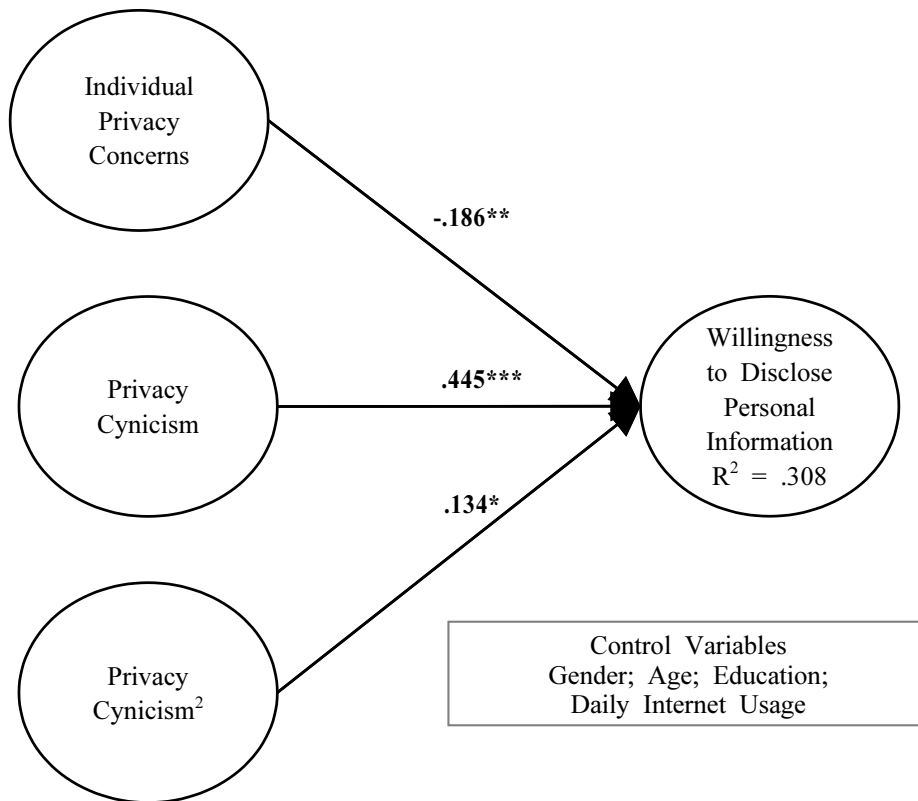 Individual
Privacy
Concerns
-.186**
Privacy
Cynicism
.445***
Willingness
to Disclose
Personal
Information
R² = .308
.134*
Privacy
Cynicism²
Control Variables
Gender; Age; Education;
Daily Internet Usage